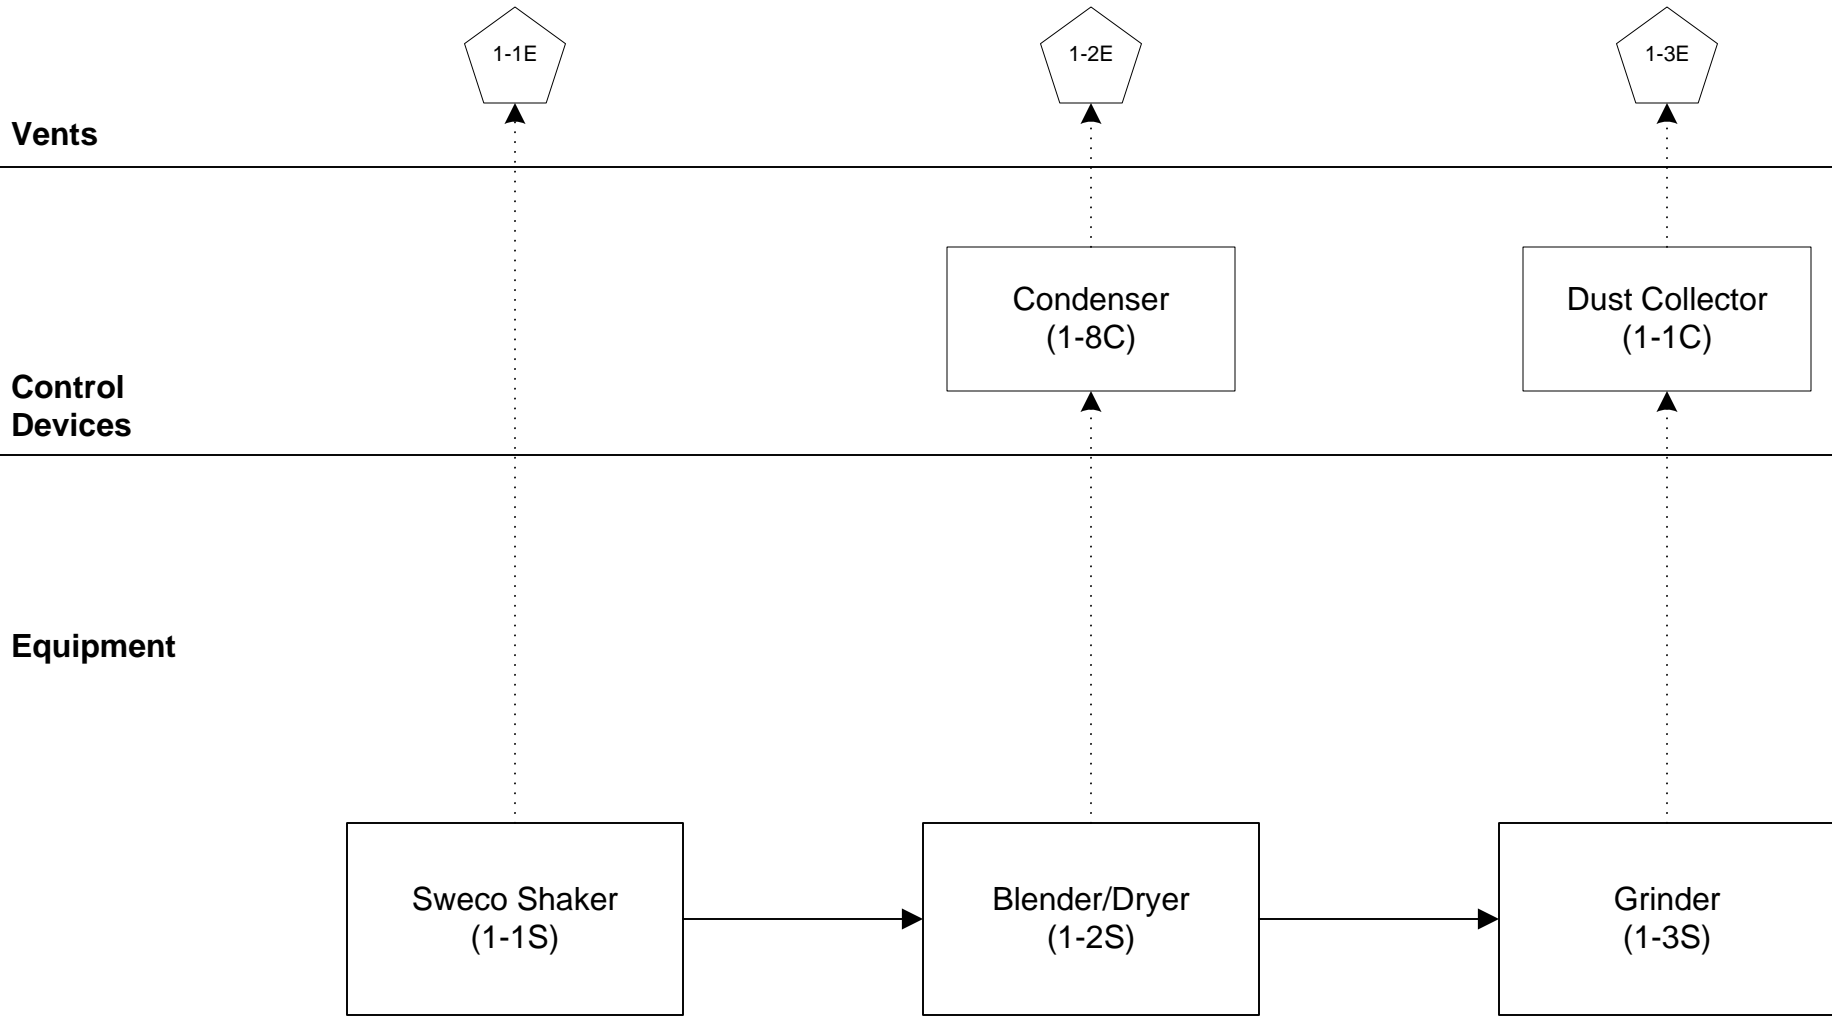 1-1E
1-2E
1-3E
Vents
Condenser
(1-8C)
Dust Collector
(1-1C)
Control
Devices
Equipment
Sweco Shaker
(1-1S)
Blender/Dryer
(1-2S)
Grinder
(1-3S)